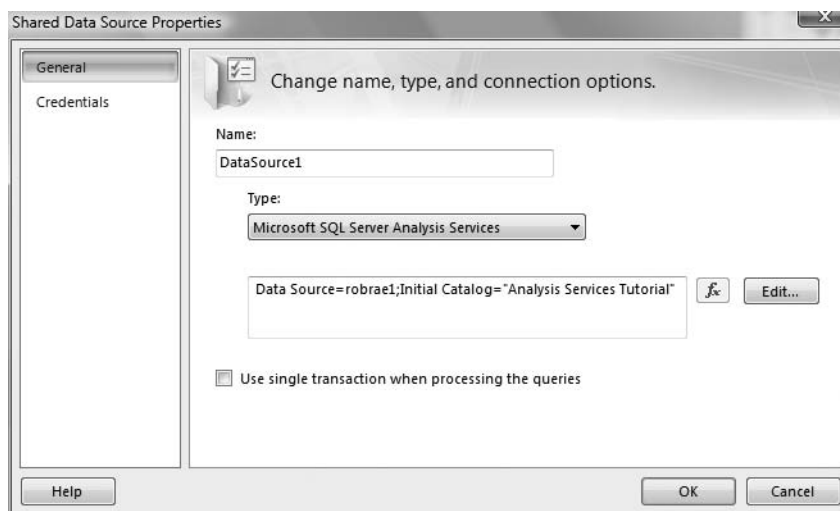 Shared Data Source Properties
General
Credentials
Change name, type, and connection options.
Name:
DataSource1
Type:
Microsoft SQL Server Analysis Services
Data Source=robrae1;Initial Catalog="Analysis Services Tutorial"
fx
Edit...
Use single transaction when processing the queries
Help
OK
Cancel